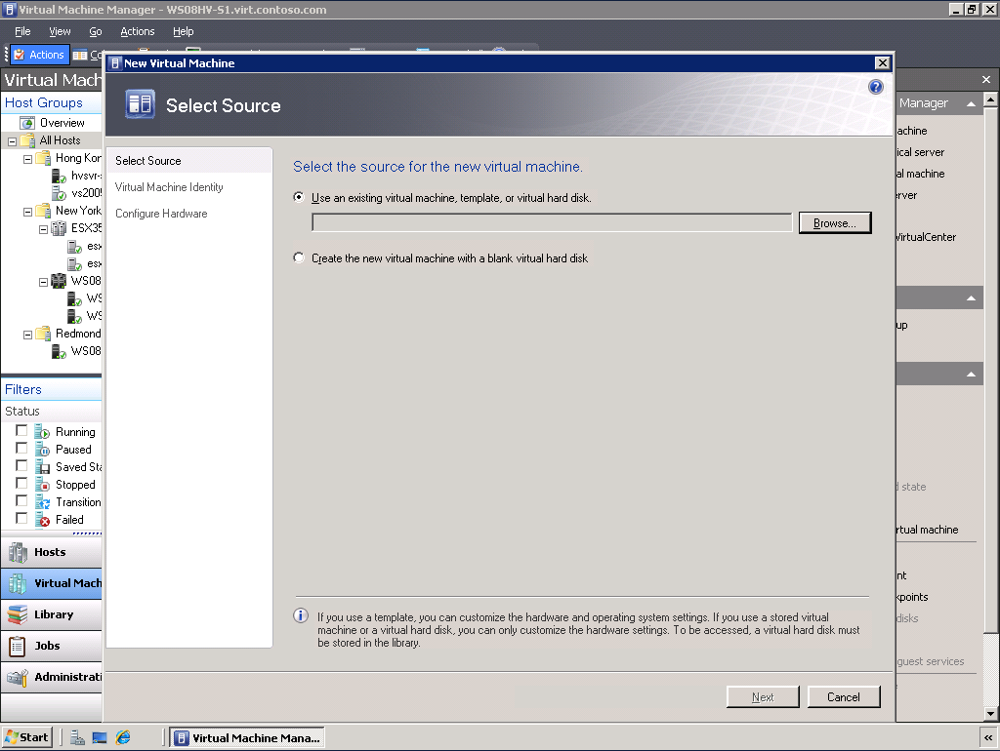 Virtual Machine Manager - WS08HV-S1.virt.contoso.com
File View Go Actions Help
Actions
Virtual Mach
Host Groups
Overview
All Hosts
Hong Kon
hvsvr-
vs2005
New York
ESX35
esx
esx
WS08
WS
WS
Redmond
WS08
Filters
Status
Running
Paused
Saved Sta
Stopped
Transition
Failed
Hosts
Virtual Mach
Library
Jobs
Administrati
New Virtual Machine
Select Source
Select Source
Virtual Machine Identity
Configure Hardware
Select the source for the new virtual machine.
Use an existing virtual machine, template, or virtual hard disk.
Browse...
Create the new virtual machine with a blank virtual hard disk
If you use a template, you can customize the hardware and operating system settings. If you use a stored virtual
machine or a virtual hard disk, you can only customize the hardware settings. To be accessed, a virtual hard disk must
be stored in the library.
Next Cancel
Manager
achine
ical server
al machine
erver
VirtualCenter
up
d state
rtual machine
nt
kpoints
disks
guest services
Start
Virtual Machine Mana...